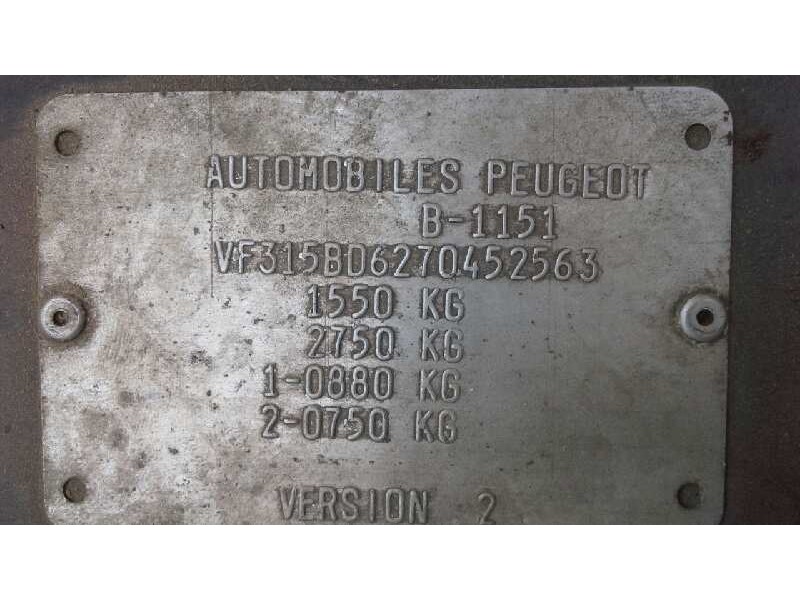 AUTOMOBILES PEUGEOT
B-1151
VF315BD6270452563
1550 KG
2750 KG
1-0880 KG
2-0750 KG
VERSION 2